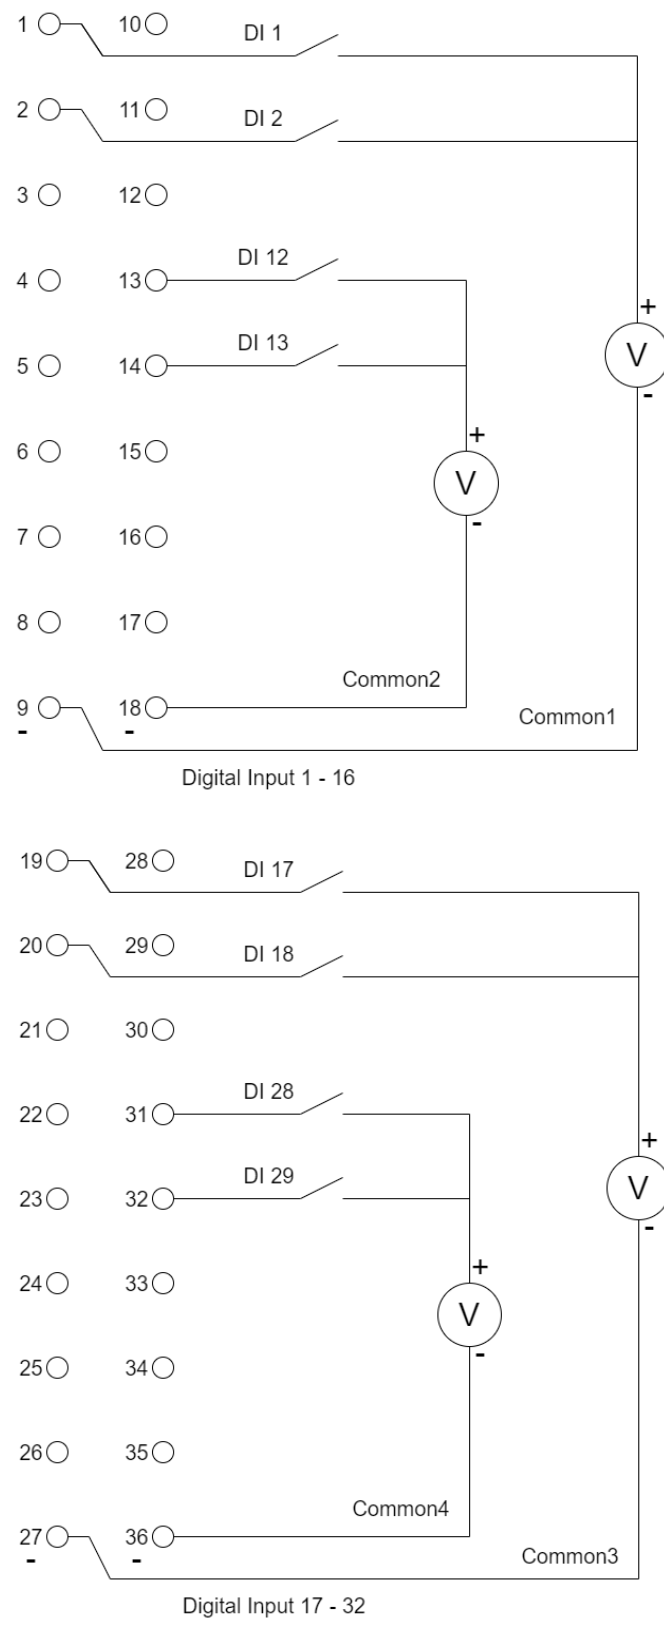 1 10 DI 1
2 11 DI 2
3 12
4 13 DI 12
+
5 14 DI 13
V
-
6 15
+
V
-
7 16
8 17
Common2
9 18
Common1
- -
Digital Input 1 - 16
19 28 DI 17
20 29 DI 18
21 30
22 31 DI 28
+
23 32 DI 29
V
-
24 33
+
V
-
25 34
26 35
Common4
27 36
Common3
- -
Digital Input 17 - 32